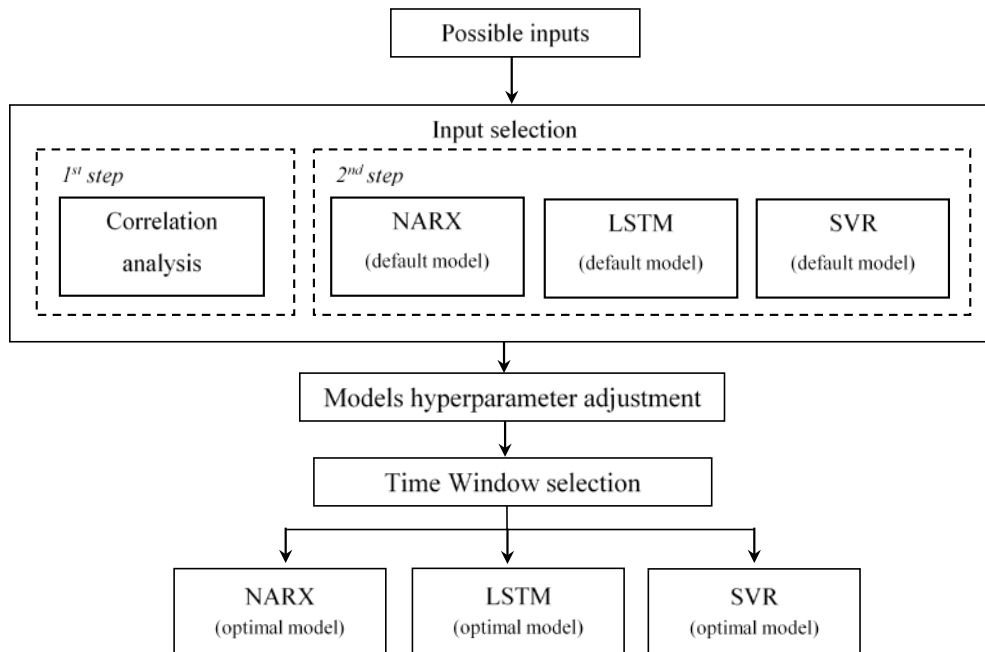 Possible inputs
Input selection
1st step
Correlation
analysis
2nd step
NARX
(default model)
LSTM
(default model)
SVR
(default model)
Models hyperparameter adjustment
Time Window selection
NARX
(optimal model)
LSTM
(optimal model)
SVR
(optimal model)